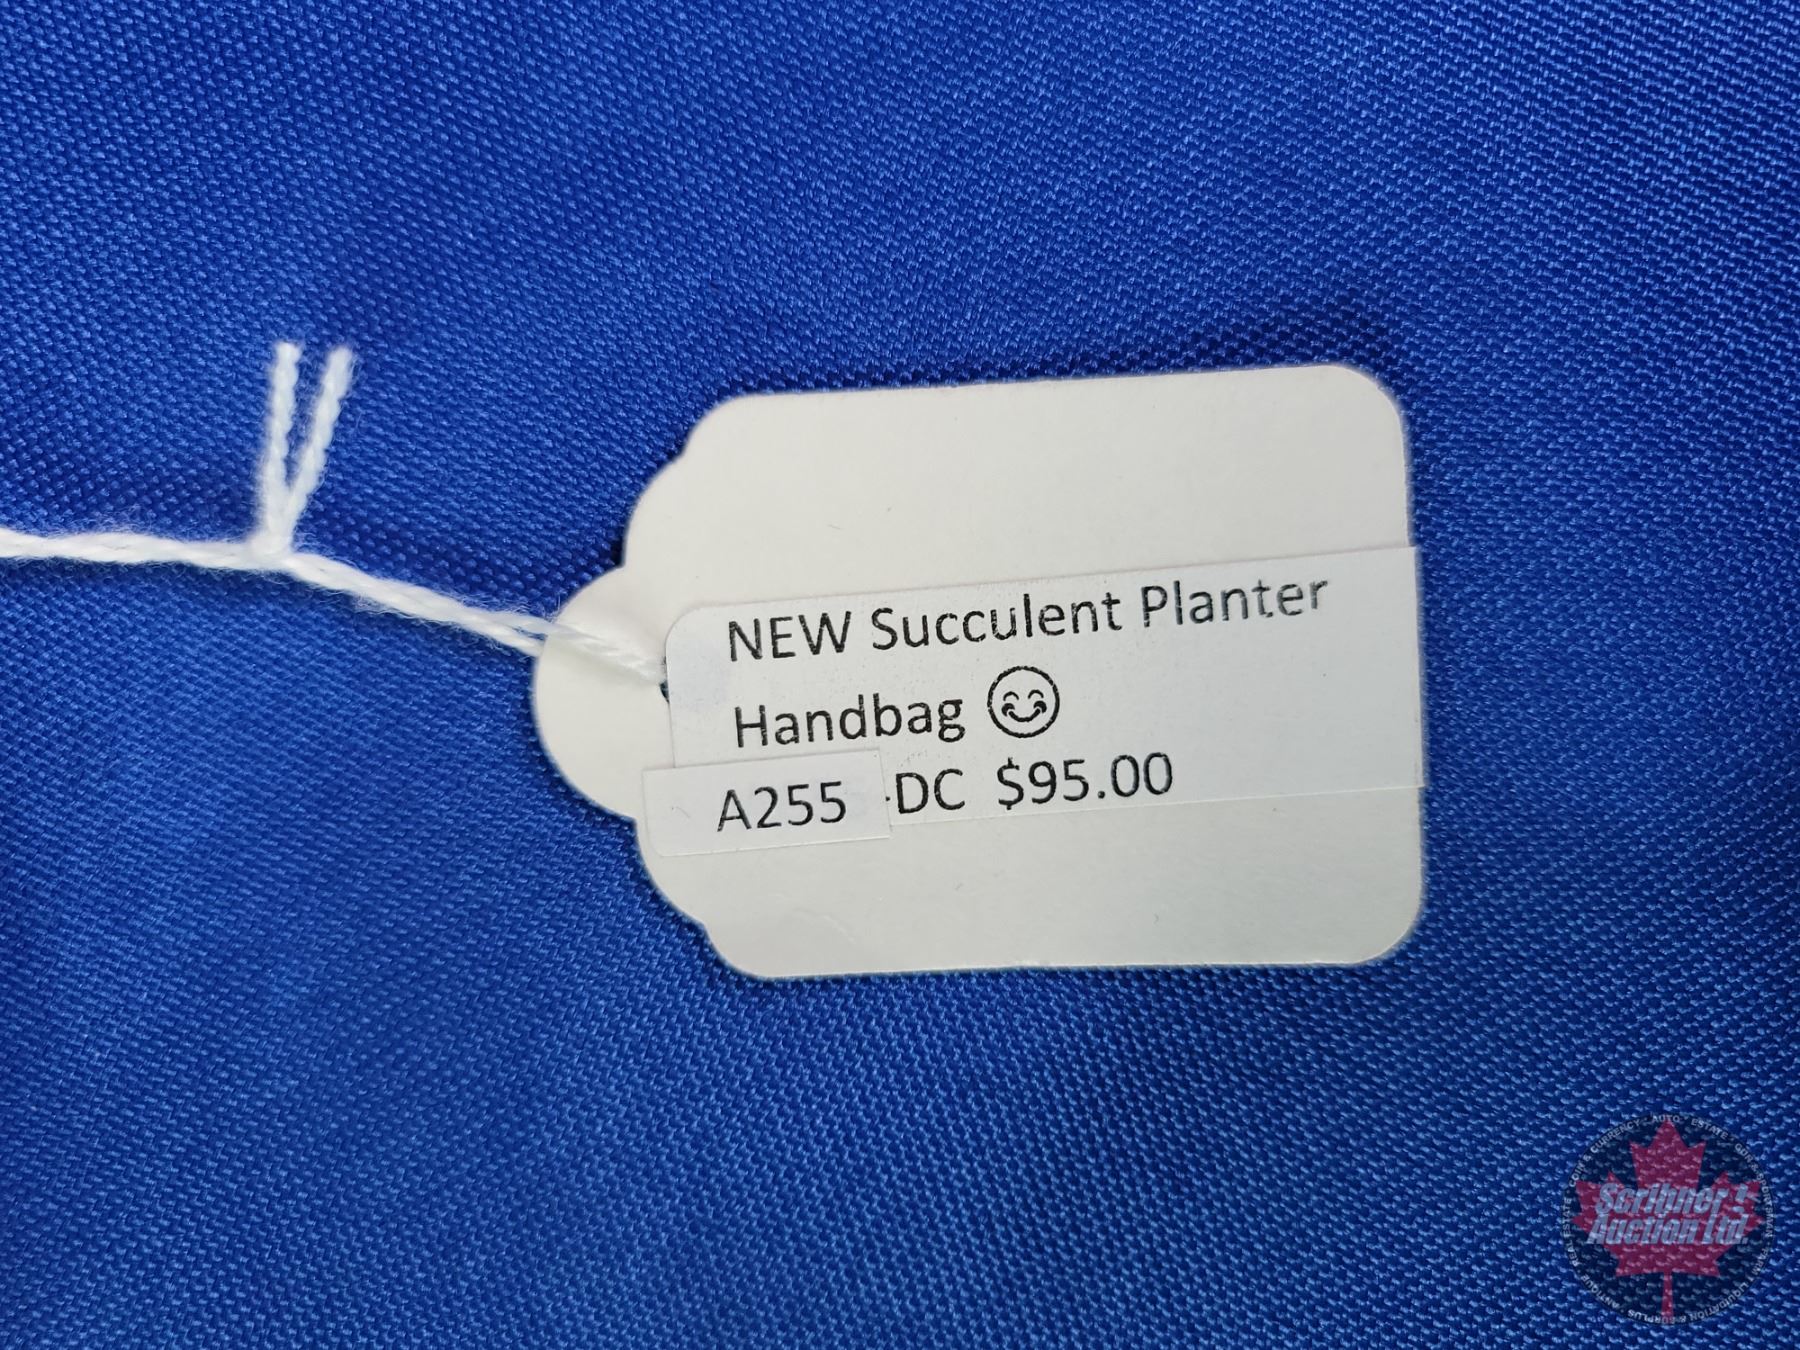 NEW Succulent Planter
Handbag 😊
A255 DC $95.00
Scribner's
Auction Ltd.